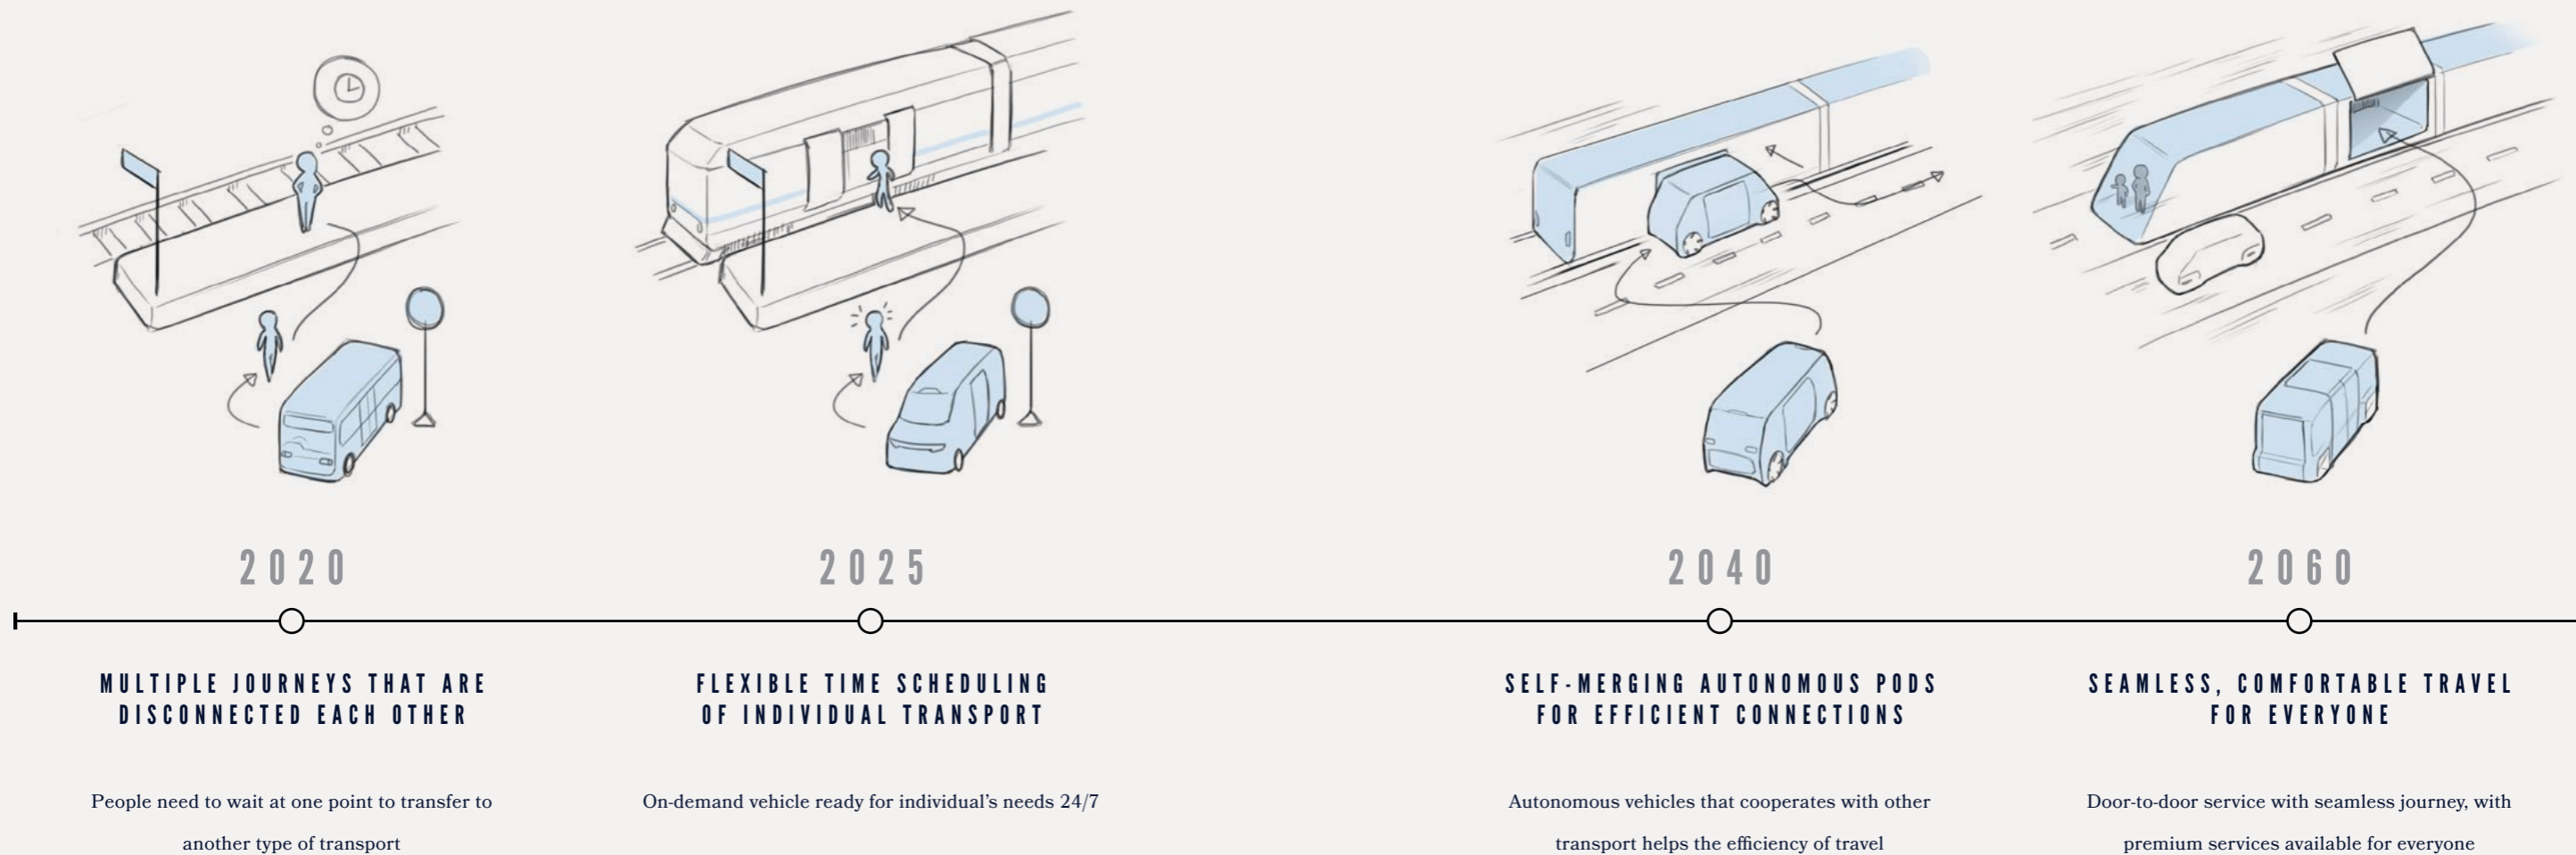 2020
2025
2040
2060
MULTIPLE JOURNEYS THAT ARE
DISCONNECTED EACH OTHER
FLEXIBLE TIME SCHEDULING
OF INDIVIDUAL TRANSPORT
SELF-MERGING AUTONOMOUS PODS
FOR EFFICIENT CONNECTIONS
SEAMLESS, COMFORTABLE TRAVEL
FOR EVERYONE
People need to wait at one point to transfer to
another type of transport
On-demand vehicle ready for individual's needs 24/7
Autonomous vehicles that cooperates with other
transport helps the efficiency of travel
Door-to-door service with seamless journey, with
premium services available for everyone